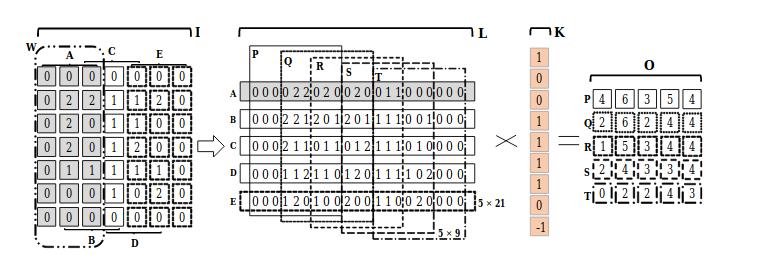 I
W
A
C
E
0 0 0 0 0 0 0
0 2 2 1 1 2 0
0 2 0 1 1 0 0
0 2 0 1 2 0 0
0 1 1 1 1 1 0
0 0 0 1 0 2 0
0 0 0 0 0 0 0
B
D
L
P
Q
R
S
T
A 0 0 0 0 2 2 0 2 0 0 2 0 0 1 1 0 0 0 0 0 0
B 0 0 0 2 2 1 2 0 1 2 0 1 1 1 1 0 0 1 0 0 0
C 0 0 0 2 1 1 0 1 1 0 1 2 1 1 1 0 1 0 0 0 0
D 0 0 0 1 1 2 1 1 0 1 2 0 1 1 1 1 0 2 0 0 0
E 0 0 0 1 2 0 1 0 0 2 0 0 1 1 0 0 2 0 0 0 0
5 × 21
5 × 9
K
1
0
0
1
1
1
1
0
-1
O
P 4 6 3 5 4
Q 2 6 2 4 4
R 1 5 3 4 4
S 2 4 3 3 4
T 0 2 2 4 3